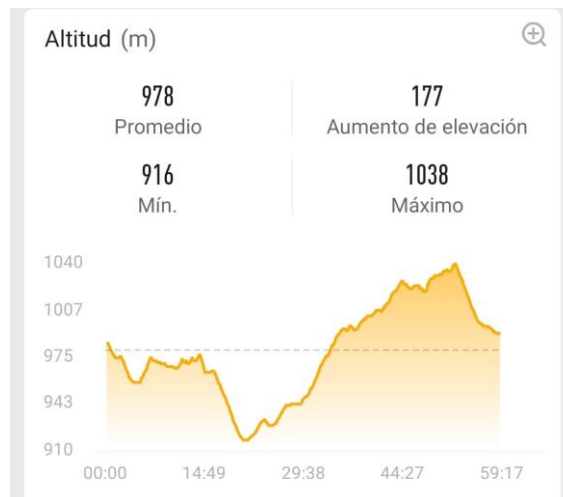 Altitud (m)
978
Promedio
177
Aumento de elevación
916
Mín.
1038
Máximo
1040
1007
975
943
910
00:00 14:49 29:38 44:27 59:17